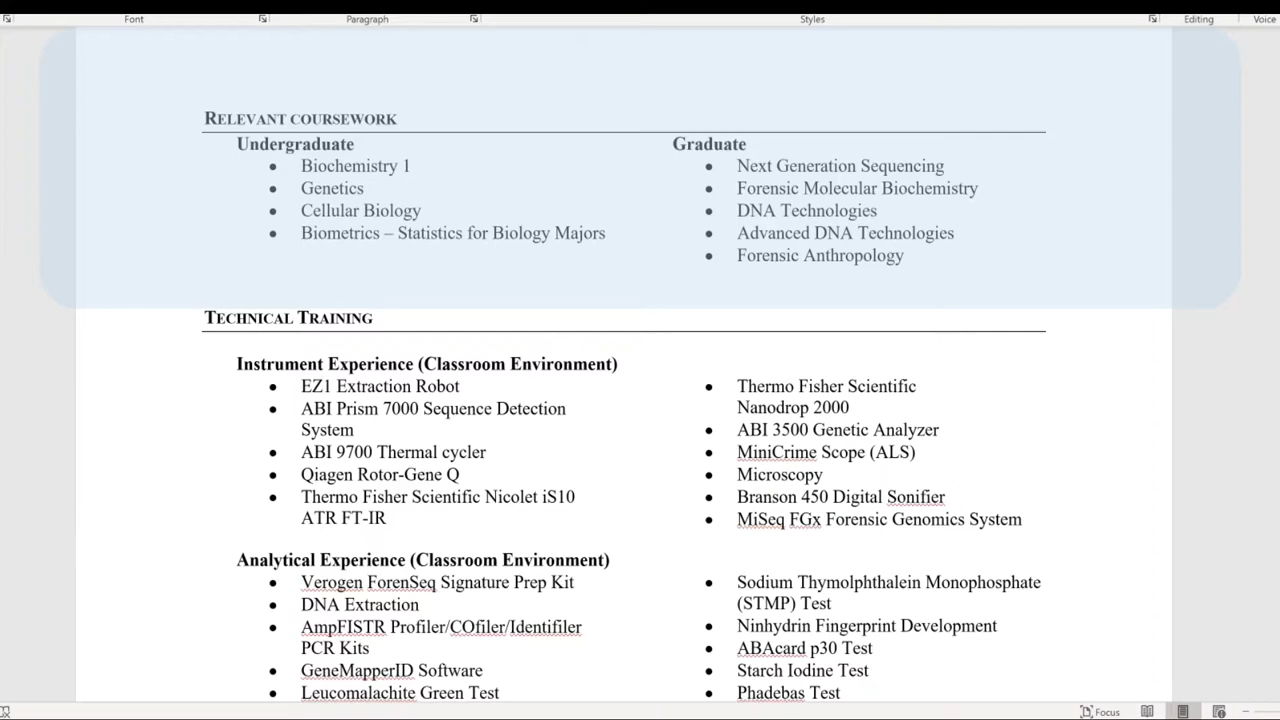 Font Paragraph Styles Editing Voice
RELEVANT COURSEWORK
Undergraduate
• Biochemistry 1
• Genetics
• Cellular Biology
• Biometrics – Statistics for Biology Majors
Graduate
• Next Generation Sequencing
• Forensic Molecular Biochemistry
• DNA Technologies
• Advanced DNA Technologies
• Forensic Anthropology
TECHNICAL TRAINING
Instrument Experience (Classroom Environment)
• EZ1 Extraction Robot
• ABI Prism 7000 Sequence Detection
System
• ABI 9700 Thermal cycler
• Qiagen Rotor-Gene Q
• Thermo Fisher Scientific Nicolet iS10
ATR FT-IR
• Thermo Fisher Scientific
Nanodrop 2000
• ABI 3500 Genetic Analyzer
• MiniCrime Scope (ALS)
• Microscopy
• Branson 450 Digital Sonifier
• MiSeq FGx Forensic Genomics System
Analytical Experience (Classroom Environment)
• Verogen ForenSeq Signature Prep Kit
• DNA Extraction
• AmpFISTR Profiler/COfiler/Identifiler
PCR Kits
• GeneMapperID Software
• Leucomalachite Green Test
• Sodium Thymolphthalein Monophosphate
(STMP) Test
• Ninhydrin Fingerprint Development
• ABAcard p30 Test
• Starch Iodine Test
• Phadebas Test
Focus